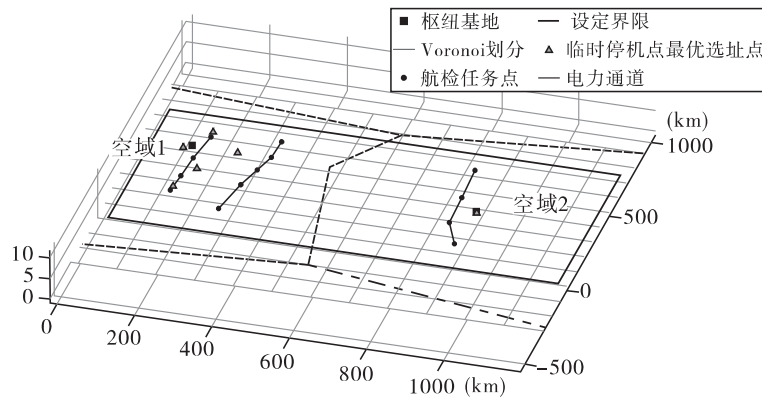 枢纽基地 设定界限
Voronoi划分 临时停机点最优选址点
航检任务点 电力通道
(km)
1000
空域1
空域2
500
10
5
0
0
0
200
400
600
800
1000 (km)
-500